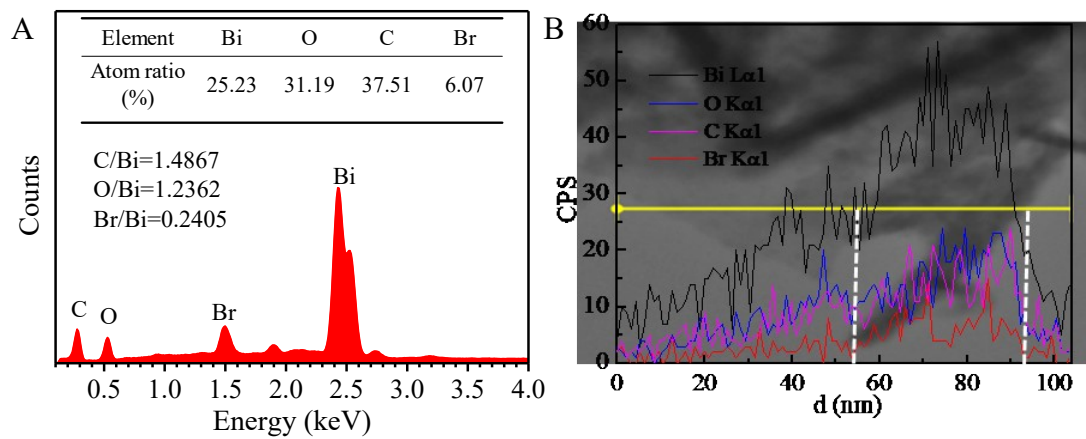 A
Element Bi O C Br
Atom ratio (%) 25.23 31.19 37.51 6.07
C/Bi=1.4867
O/Bi=1.2362
Br/Bi=0.2405
Counts
C
O
Br
Bi
0.5 1.0 1.5 2.0 2.5 3.0 3.5 4.0
Energy (keV)
B
60
50
40
30
20
10
0
CPS
Bi Lα1
O Kα1
C Kα1
Br Kα1
0 20 40 60 80 100
d (nm)